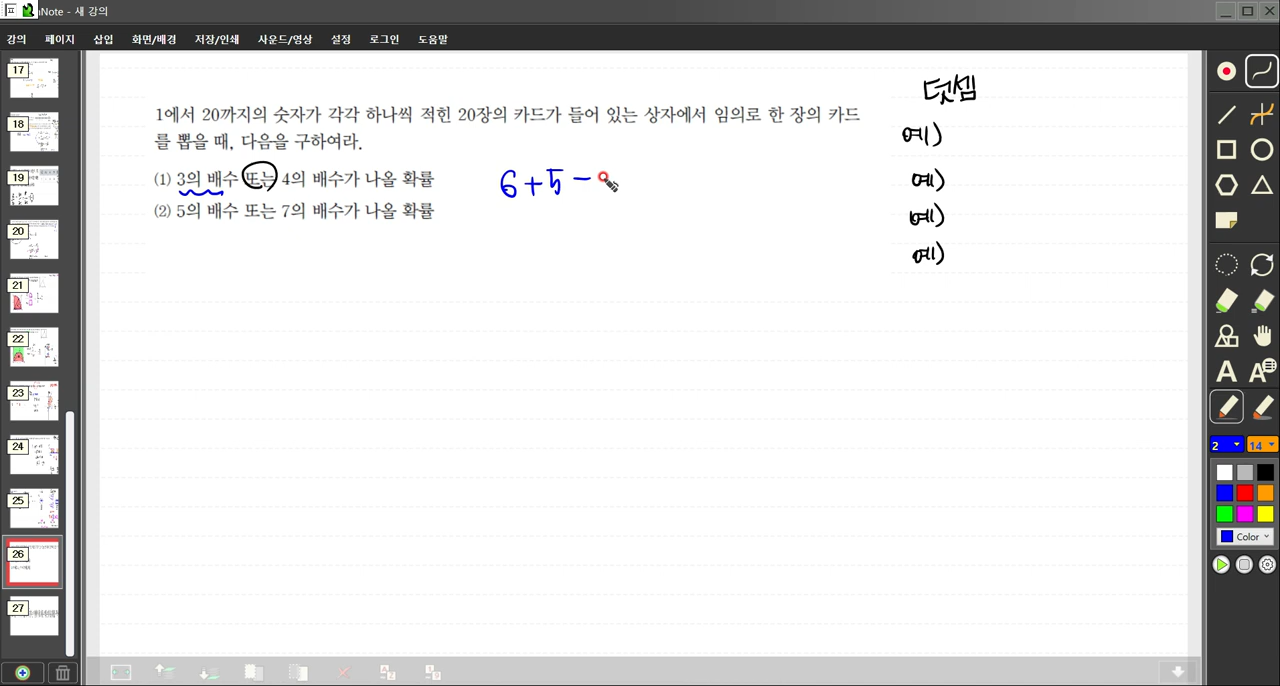 nNote - 새 강의
강의 페이지 삽입 화면/배경 저장/인쇄 사운드/영상 설정 로그인 도움말
17
18
19
20
21
22
23
24
25
26
27
1에서 20까지의 숫자가 각각 하나씩 적힌 20장의 카드가 들어 있는 상자에서 임의로 한 장의 카드
를 뽑을 때, 다음을 구하여라.
(1) 3의 배수 또는 4의 배수가 나올 확률
(2) 5의 배수 또는 7의 배수가 나올 확률
6+5-
덧셈
예)
예)
예)
예)
A A
2 14
Color